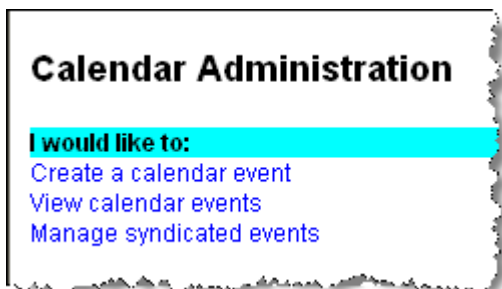 Calendar Administration
I would like to:
Create a calendar event
View calendar events
Manage syndicated events